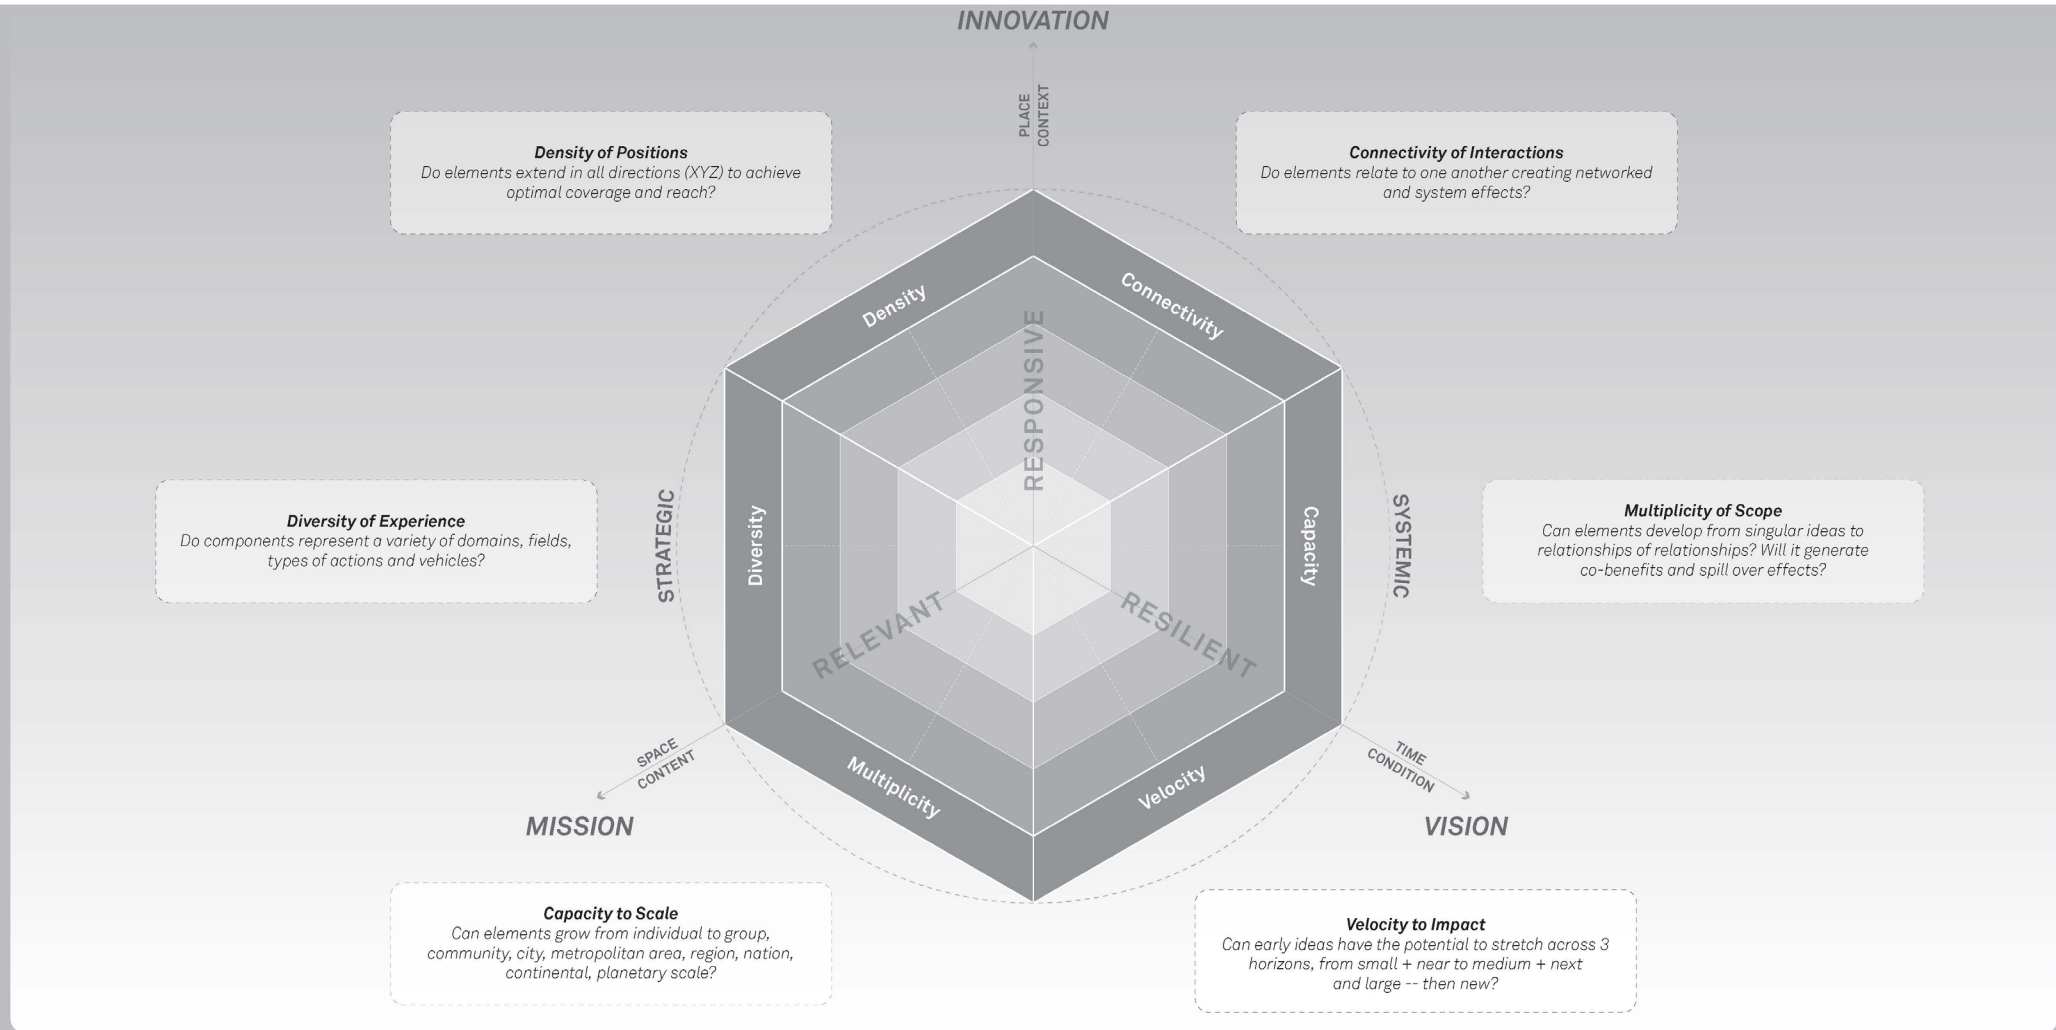 INNOVATION
PLACE
CONTEXT
Density of Positions
Do elements extend in all directions (XYZ) to achieve
optimal coverage and reach?
Connectivity of Interactions
Do elements relate to one another creating networked
and system effects?
Density
Connectivity
RESPONSIVE
Diversity of Experience
Do components represent a variety of domains, fields,
types of actions and vehicles?
STRATEGIC
Diversity
Capacity
SYSTEMIC
Multiplicity of Scope
Can elements develop from singular ideas to
relationships of relationships? Will it generate
co-benefits and spill over effects?
RELEVANT
RESILIENT
SPACE
CONTENT
Multiplicity
Velocity
TIME
CONDITION
MISSION
VISION
Capacity to Scale
Can elements grow from individual to group,
community, city, metropolitan area, region, nation,
continental, planetary scale?
Velocity to Impact
Can early ideas have the potential to stretch across 3
horizons, from small + near to medium + next
and large -- then new?